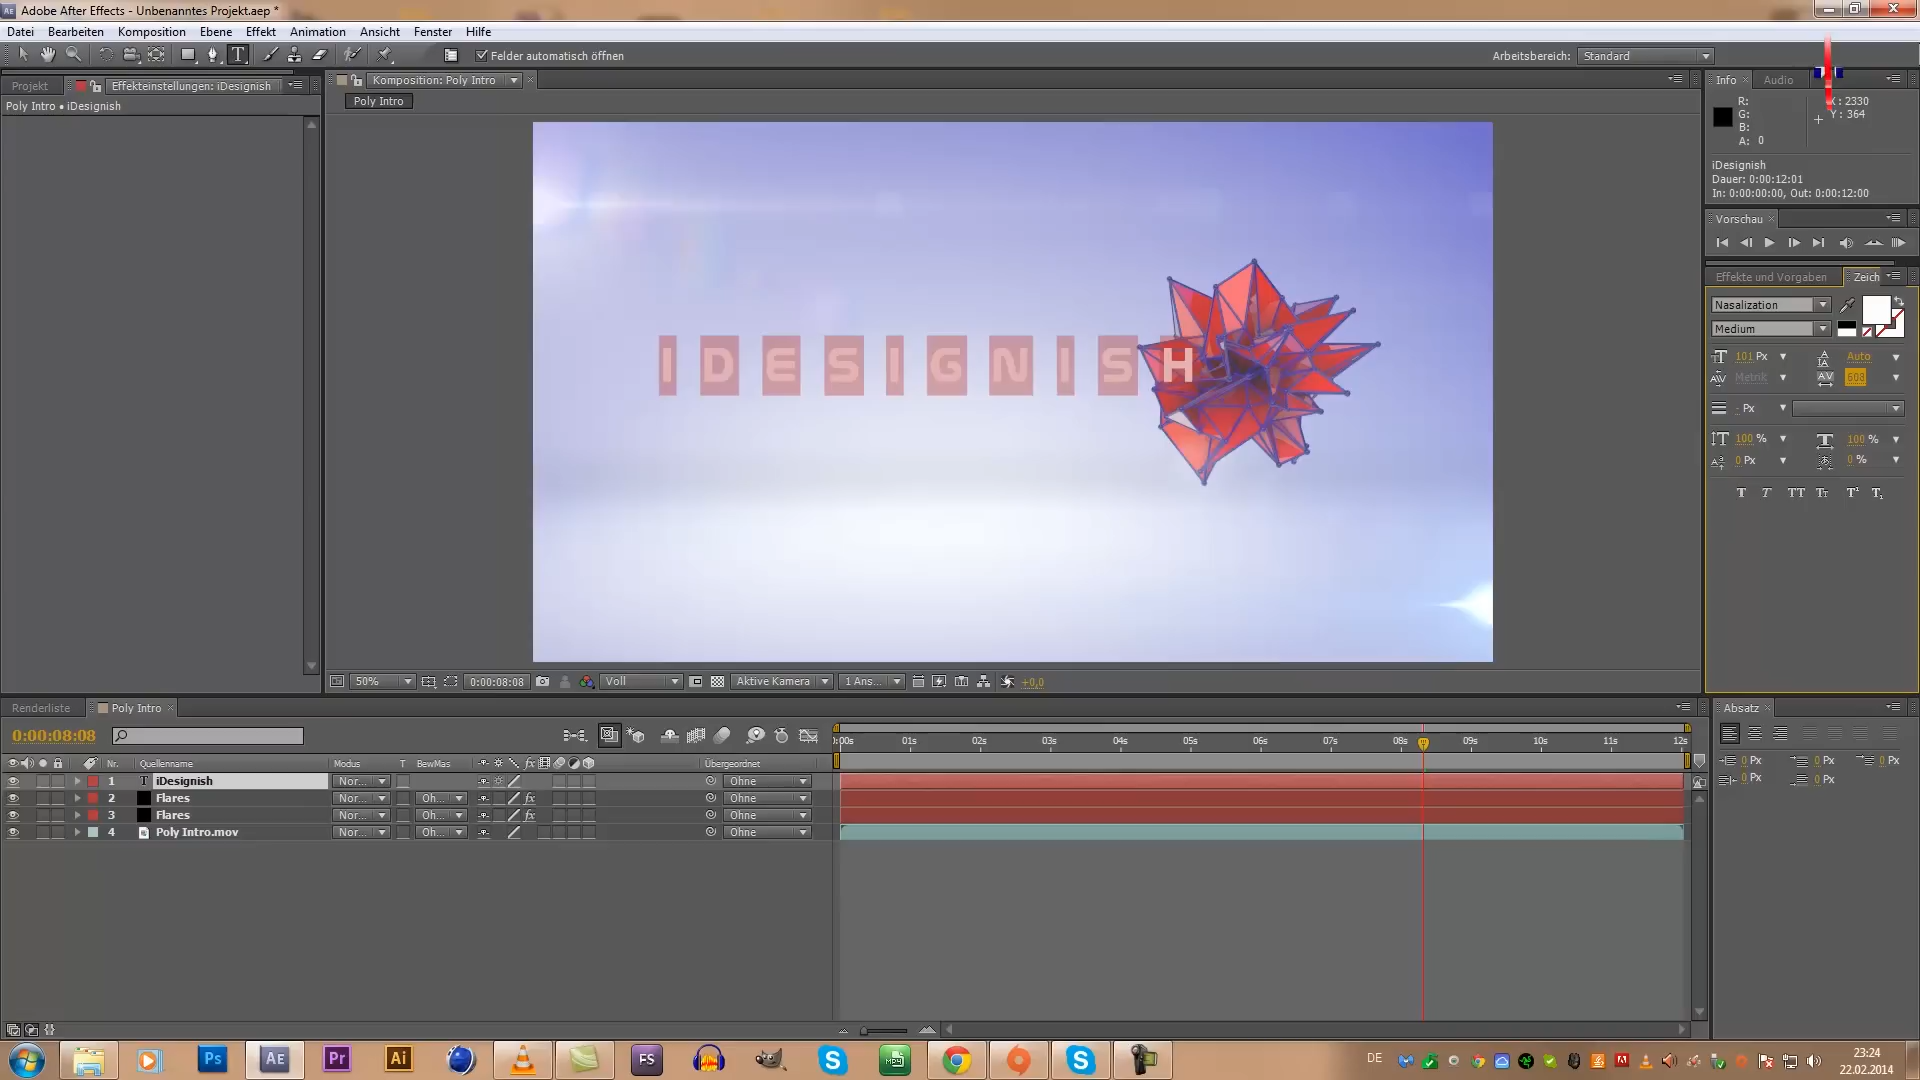 Adobe After Effects - Unbenanntes Projekt.aep *
Datei Bearbeiten Komposition Ebene Effekt Animation Ansicht Fenster Hilfe
Felder automatisch öffnen
Arbeitsbereich: Standard
Projekt Effekteinstellungen: iDesignish
Komposition: Poly Intro
Info Audio
Poly Intro • iDesignish
Poly Intro
R:
G:
B:
A: 0
X: 2330
Y: 364
iDesignish
Dauer: 0:00:12:01
In: 0:00:00:00, Out: 0:00:12:00
Vorschau
Effekte und Vorgaben Zeich
Nasalization
Medium
101 Px Auto
Metrik 608
- Px
100 % 100 %
0 Px 0 %
IDESIGNISH
50% 0:00:08:08 Voll Aktive Kamera 1 Ans... +0,0
Renderliste Poly Intro
Absatz
0:00:08:08
:00s 01s 02s 03s 04s 05s 06s 07s 08s 09s 10s 11s 12s
Nr. Quellenname Modus T BewMas fx Übergeordnet
1 T iDesignish Nor... Ohne
2 Flares Nor... Oh... fx Ohne
3 Flares Nor... Oh... fx Ohne
4 Poly Intro.mov Nor... Oh... Ohne
0 Px 0 Px 0 Px
0 Px 0 Px
Ps Ae Pr Ai FS MP4
DE
23:24
22.02.2014